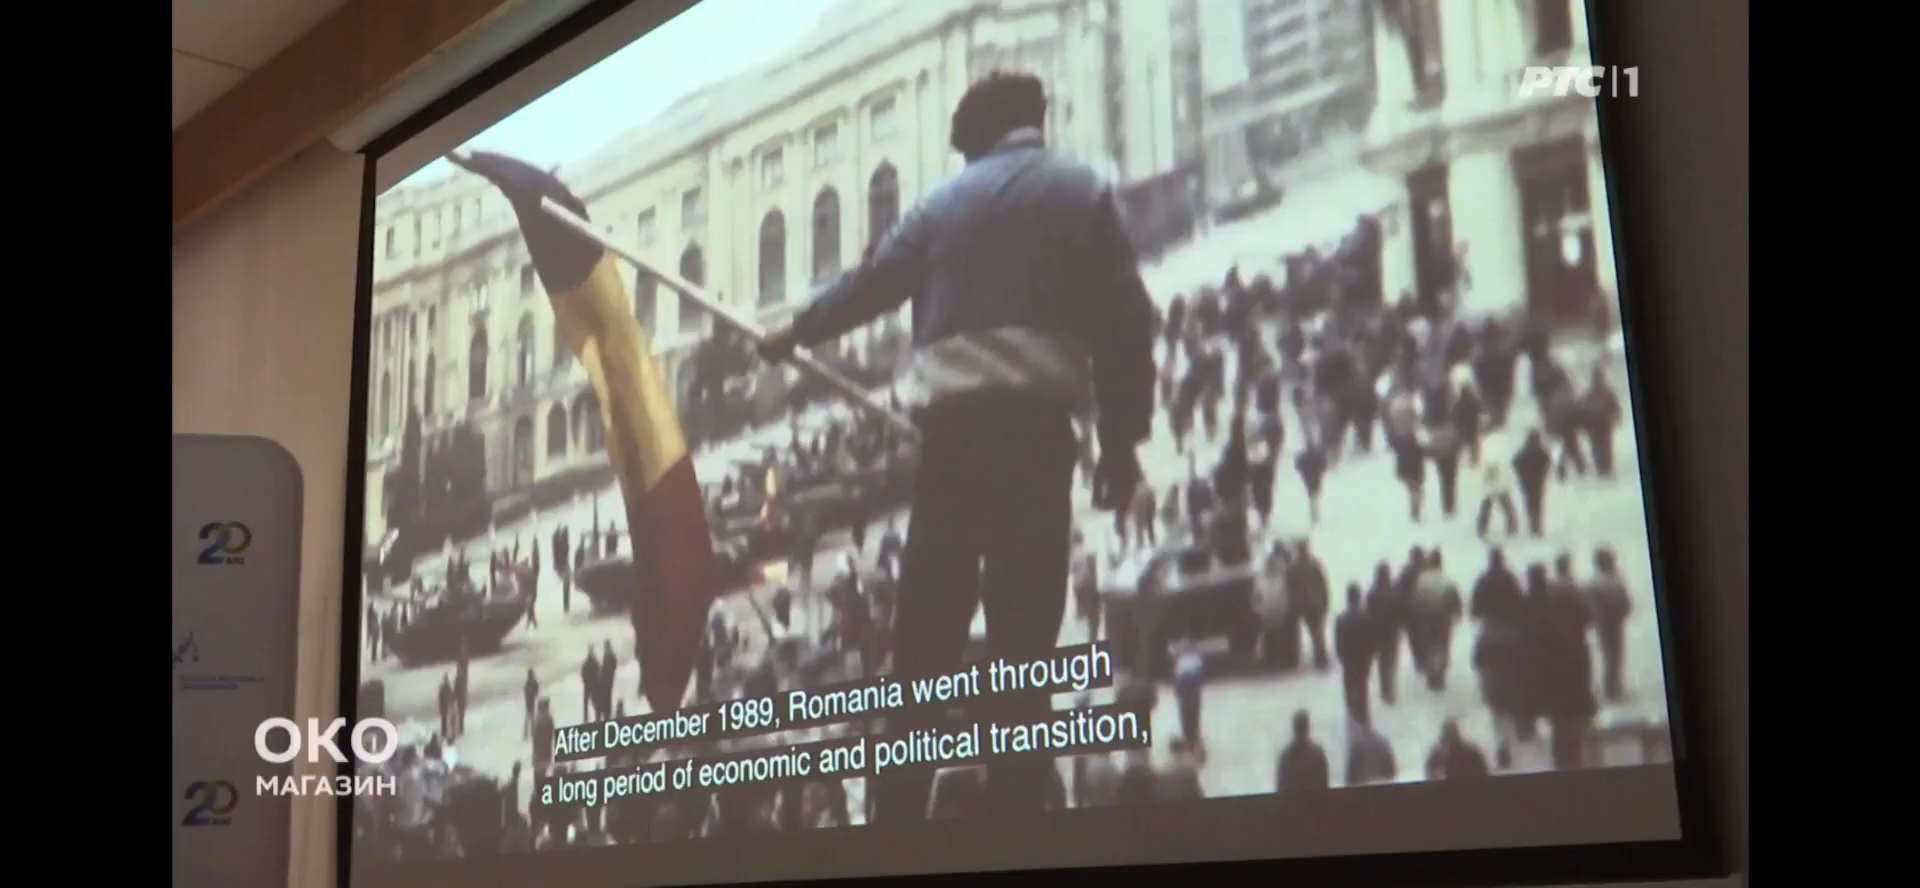 РТС|1
20
After December 1989, Romania went through
a long period of economic and political transition,
ОКО
МАГАЗИН
20